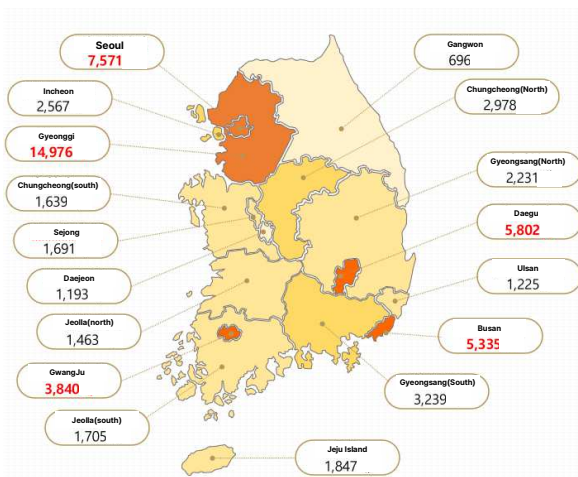 Seoul
7,571
Incheon
2,567
Gyeonggi
14,976
Chungcheong(south)
1,639
Sejong
1,691
Daejeon
1,193
Jeolla(north)
1,463
GwangJu
3,840
Jeolla(south)
1,705
Gangwon
696
Chungcheong(North)
2,978
Gyeongsang(North)
2,231
Daegu
5,802
Ulsan
1,225
Busan
5,335
Gyeongsang(South)
3,239
Jeju Island
1,847